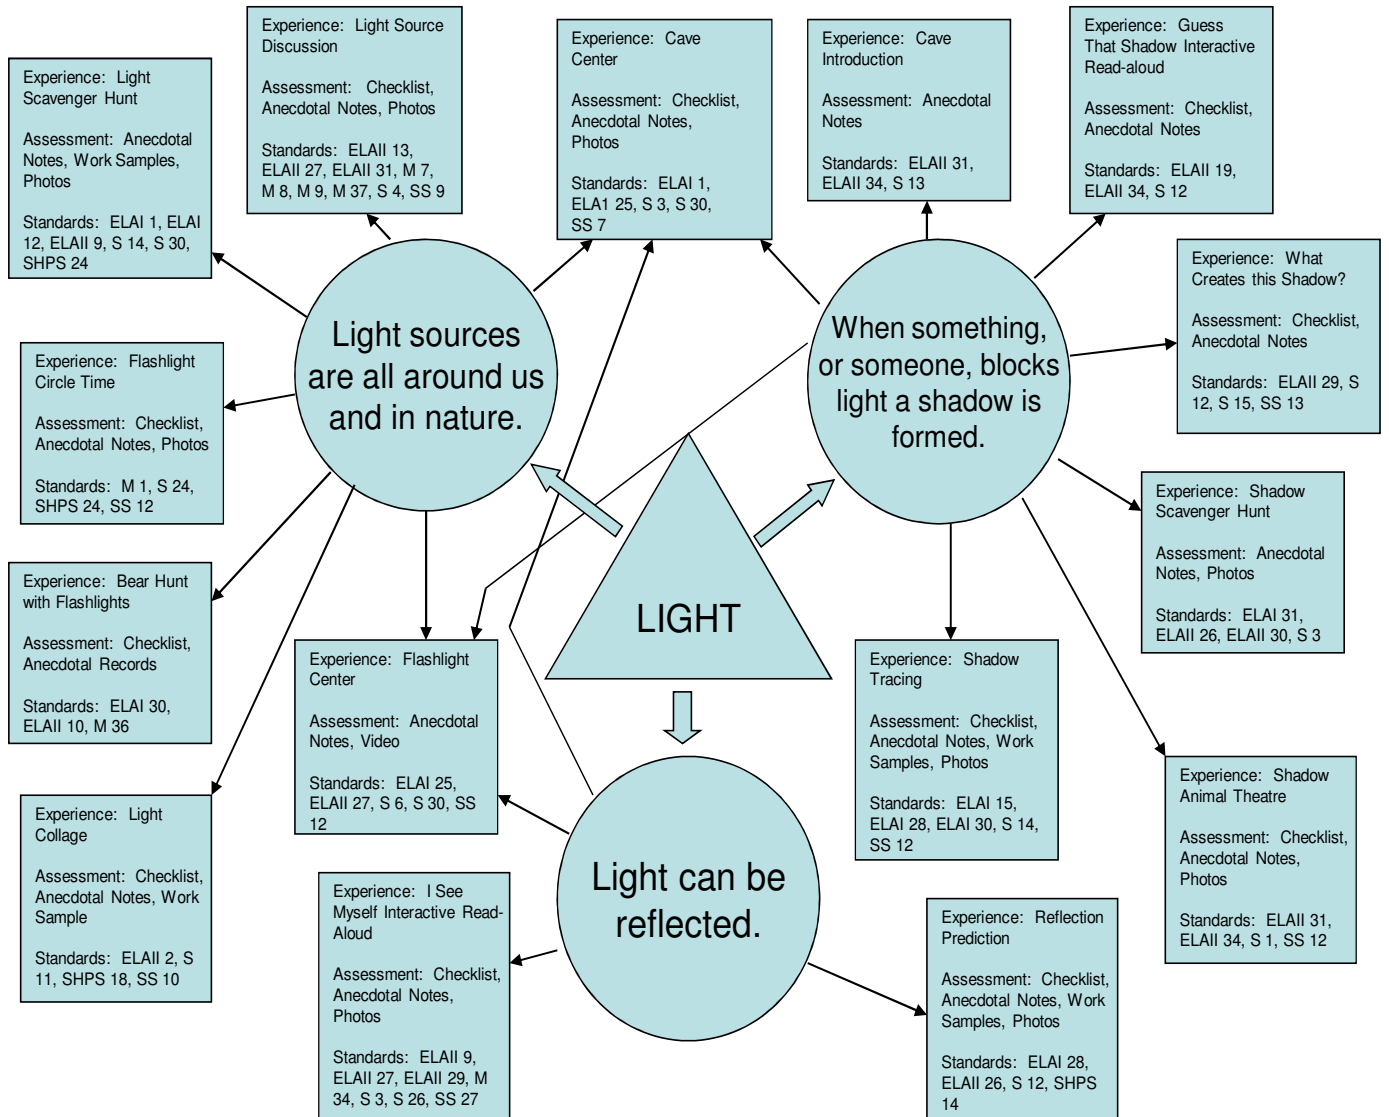 Experience: Light
Scavenger Hunt
Assessment: Anecdotal
Notes, Work Samples,
Photos
Standards: ELAI 1, ELAI
12, ELAII 9, S 14, S 30,
SHPS 24
Experience: Light Source
Discussion
Assessment: Checklist,
Anecdotal Notes, Photos
Standards: ELAII 13,
ELAII 27, ELAII 31, M 7,
M 8, M 9, M 37, S 4, SS 9
Experience: Cave
Center
Assessment: Checklist,
Anecdotal Notes,
Photos
Standards: ELAI 1,
ELA1 25, S 3, S 30,
SS 7
Experience: Cave
Introduction
Assessment: Anecdotal
Notes
Standards: ELAII 31,
ELAII 34, S 13
Experience: Guess
That Shadow Interactive
Read-aloud
Assessment: Checklist,
Anecdotal Notes
Standards: ELAII 19,
ELAII 34, S 12
Light sources
are all around us
and in nature.
When something,
or someone, blocks
light a shadow is
formed.
Experience: What
Creates this Shadow?
Assessment: Checklist,
Anecdotal Notes
Standards: ELAII 29, S
12, S 15, SS 13
Experience: Flashlight
Circle Time
Assessment: Checklist,
Anecdotal Notes, Photos
Standards: M 1, S 24,
SHPS 24, SS 12
Experience: Shadow
Scavenger Hunt
Assessment: Anecdotal
Notes, Photos
Standards: ELAI 31,
ELAII 26, ELAII 30, S 3
Experience: Bear Hunt
with Flashlights
Assessment: Checklist,
Anecdotal Records
Standards: ELAI 30,
ELAII 10, M 36
LIGHT
Experience: Flashlight
Center
Assessment: Anecdotal
Notes, Video
Standards: ELAI 25,
ELAII 27, S 6, S 30, SS
12
Experience: Shadow
Tracing
Assessment: Checklist,
Anecdotal Notes, Work
Samples, Photos
Standards: ELAI 15,
ELAI 28, ELAI 30, S 14,
SS 12
Experience: Shadow
Animal Theatre
Assessment: Checklist,
Anecdotal Notes,
Photos
Standards: ELAII 31,
ELAII 34, S 1, SS 12
Experience: Light
Collage
Assessment: Checklist,
Anecdotal Notes, Work
Sample
Standards: ELAII 2, S
11, SHPS 18, SS 10
Light can be
reflected.
Experience: I See
Myself Interactive Read-
Aloud
Assessment: Checklist,
Anecdotal Notes,
Photos
Standards: ELAII 9,
ELAII 27, ELAII 29, M
34, S 3, S 26, SS 27
Experience: Reflection
Prediction
Assessment: Checklist,
Anecdotal Notes, Work
Samples, Photos
Standards: ELAI 28,
ELAII 26, S 12, SHPS
14